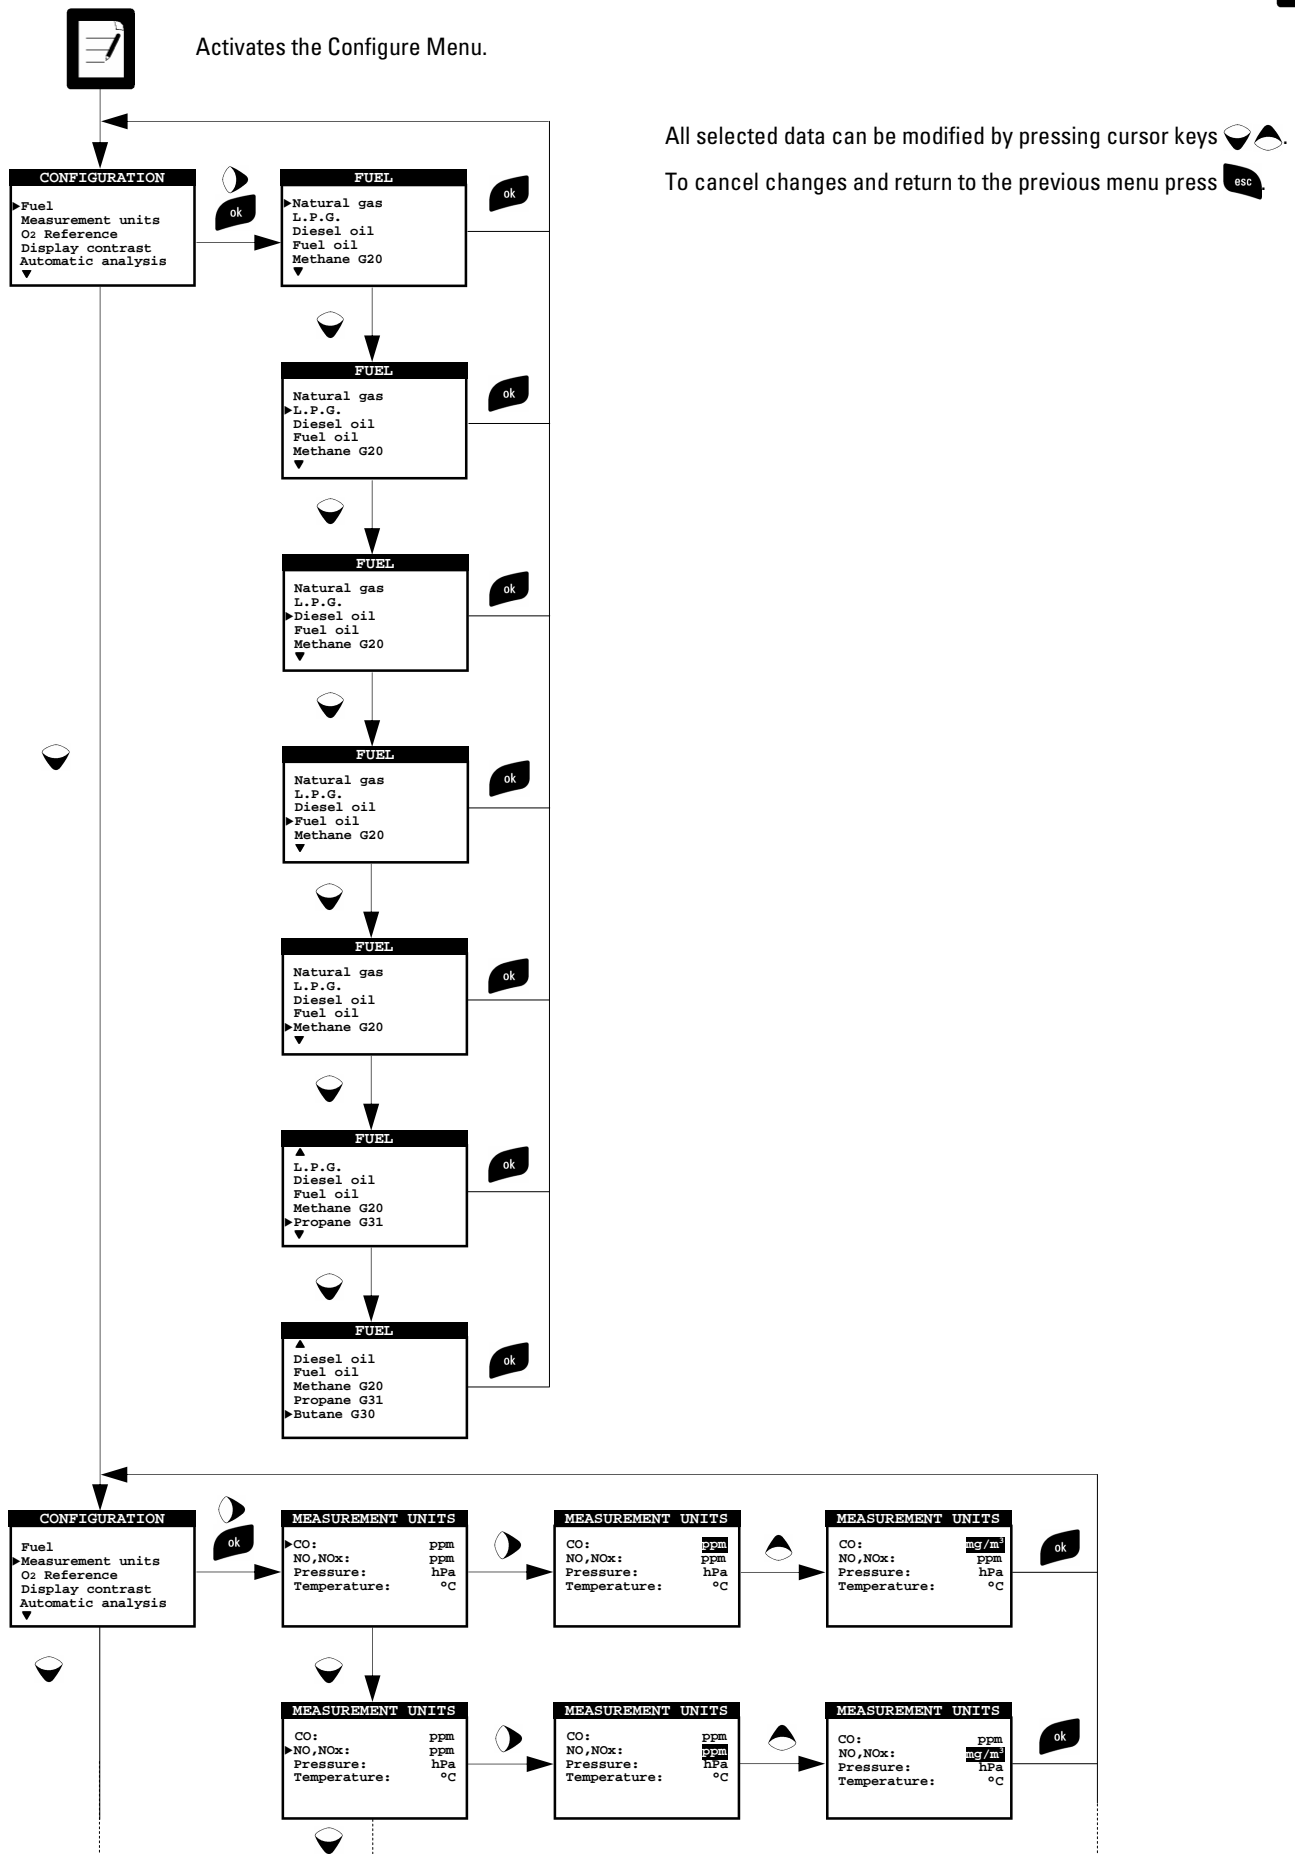 Activates the Configure Menu.
All selected data can be modified by pressing cursor keys .
To cancel changes and return to the previous menu press esc.
CONFIGURATION
▶Fuel
Measurement units
O2 Reference
Display contrast
Automatic analysis
▼
ok
FUEL
▶Natural gas
L.P.G.
Diesel oil
Fuel oil
Methane G20
▼
ok
FUEL
Natural gas
▶L.P.G.
Diesel oil
Fuel oil
Methane G20
▼
ok
FUEL
Natural gas
L.P.G.
▶Diesel oil
Fuel oil
Methane G20
▼
ok
FUEL
Natural gas
L.P.G.
Diesel oil
▶Fuel oil
Methane G20
▼
ok
FUEL
Natural gas
L.P.G.
Diesel oil
Fuel oil
▶Methane G20
▼
ok
FUEL
▲
L.P.G.
Diesel oil
Fuel oil
Methane G20
▶Propane G31
▼
ok
FUEL
▲
Diesel oil
Fuel oil
Methane G20
Propane G31
▶Butane G30
ok
CONFIGURATION
Fuel
▶Measurement units
O2 Reference
Display contrast
Automatic analysis
▼
ok
MEASUREMENT UNITS
▶CO: ppm
NO,NOx: ppm
Pressure: hPa
Temperature: °C
MEASUREMENT UNITS
CO: ppm
NO,NOx: ppm
Pressure: hPa
Temperature: °C
MEASUREMENT UNITS
CO: mg/m³
NO,NOx: ppm
Pressure: hPa
Temperature: °C
ok
MEASUREMENT UNITS
CO: ppm
▶NO,NOx: ppm
Pressure: hPa
Temperature: °C
MEASUREMENT UNITS
CO: ppm
NO,NOx: ppm
Pressure: hPa
Temperature: °C
MEASUREMENT UNITS
CO: ppm
NO,NOx: mg/m³
Pressure: hPa
Temperature: °C
ok